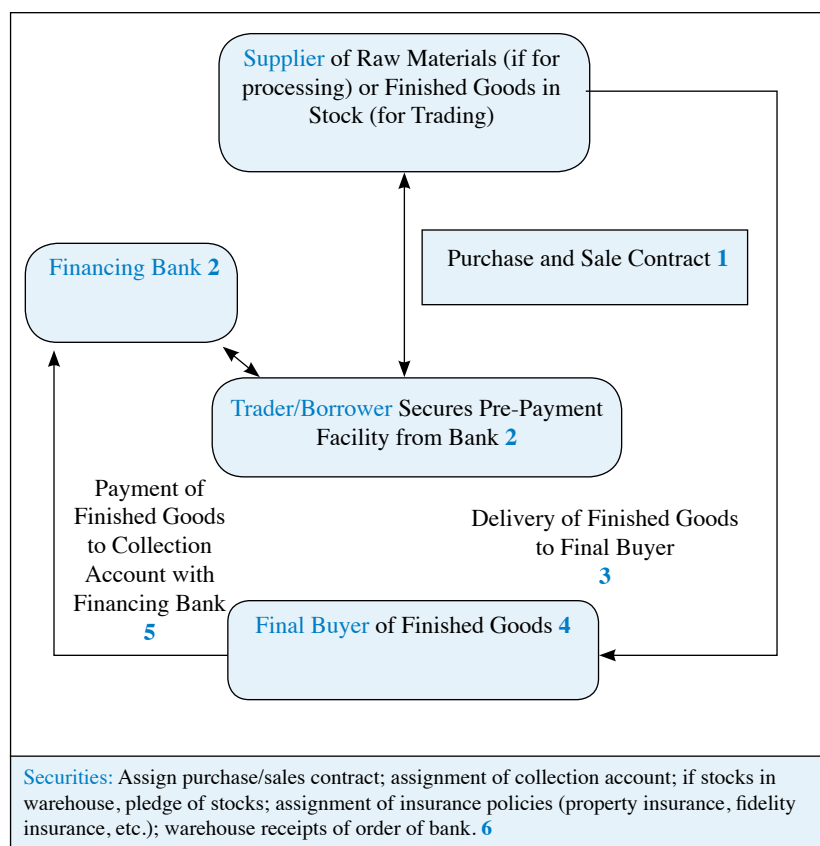 Supplier of Raw Materials (if for
processing) or Finished Goods in
Stock (for Trading)
Purchase and Sale Contract 1
Financing Bank 2
Trader/Borrower Secures Pre-Payment
Facility from Bank 2
Payment of
Finished Goods
to Collection
Account with
Financing Bank
5
Delivery of Finished Goods
to Final Buyer
3
Final Buyer of Finished Goods 4
Securities: Assign purchase/sales contract; assignment of collection account; if stocks in
warehouse, pledge of stocks; assignment of insurance policies (property insurance, fidelity
insurance, etc.); warehouse receipts of order of bank. 6